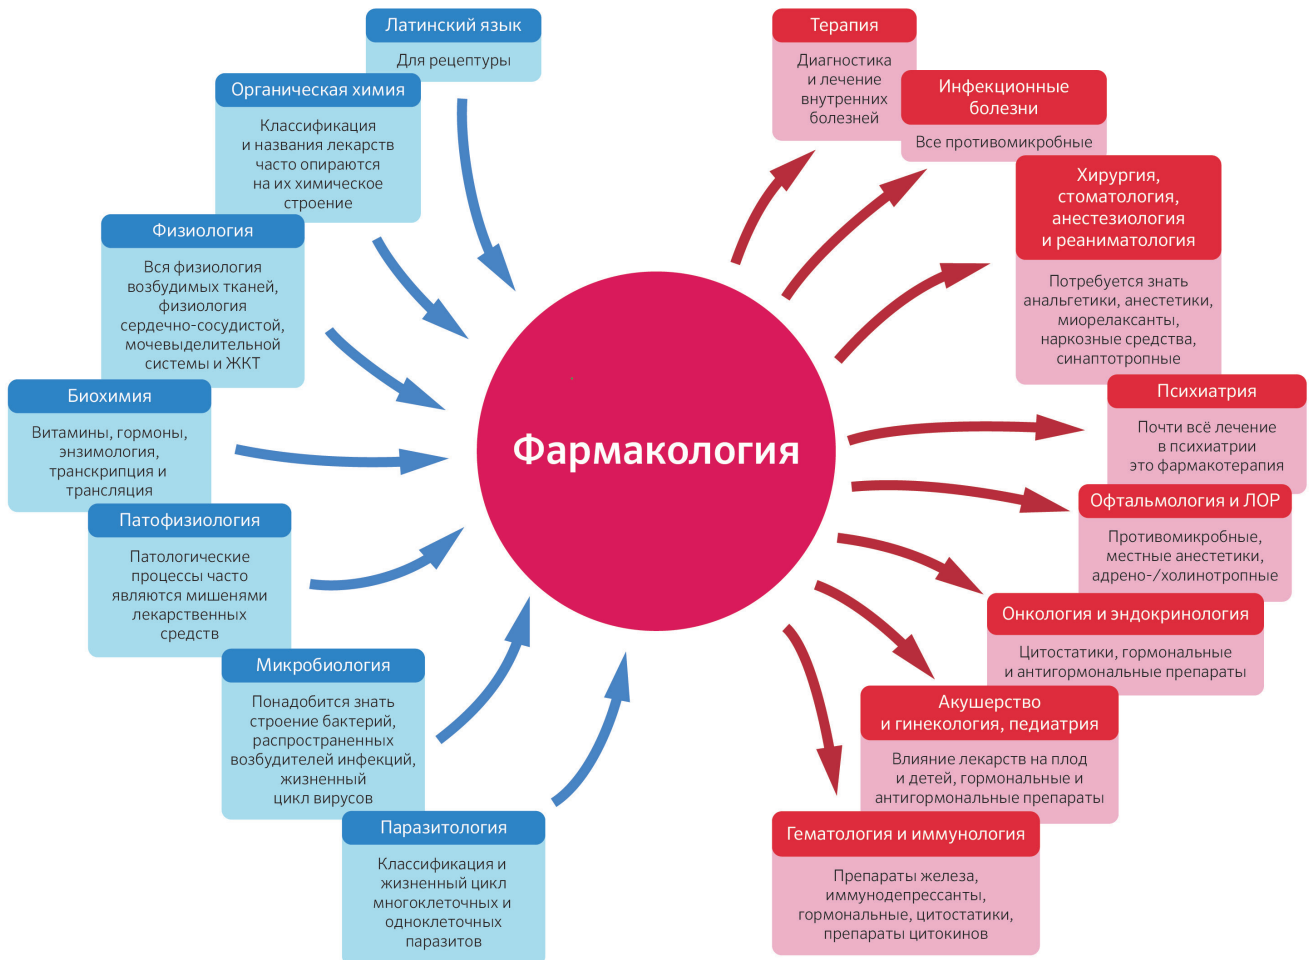 Латинский язык
Для рецептуры
Органическая химия
Классификация
и названия лекарств
часто опираются
на их химическое
строение
Физиология
Вся физиология
возбудимых тканей,
физиология
сердечно-сосудистой,
мочевыделительной
системы и ЖКТ
Биохимия
Витамины, гормоны,
энзимология,
транскрипция и
трансляция
Патофизиология
Патологические
процессы часто
являются мишенями
лекарственных
средств
Микробиология
Понадобится знать
строение бактерий,
распространенных
возбудителей инфекций,
жизненный
цикл вирусов
Паразитология
Классификация и
жизненный цикл
многоклеточных и
одноклеточных
паразитов
Фармакология
Терапия
Диагностика
и лечение
внутренних
болезней
Инфекционные
болезни
Все противомикробные
Хирургия,
стоматология,
анестезиология
и реаниматология
Потребуется знать
анальгетики, анестетики,
миорелаксанты,
наркозные средства,
синаптотропные
Психиатрия
Почти всё лечение
в психиатрии
это фармакотерапия
Офтальмология и ЛОР
Противомикробные,
местные анестетики,
адрено-/холинотропные
Онкология и эндокринология
Цитостатики, гормональные
и антигормональные препараты
Акушерство
и гинекология, педиатрия
Влияние лекарств на плод
и детей, гормональные и
антигормональные препараты
Гематология и иммунология
Препараты железа,
иммунодепрессанты,
гормональные, цитостатики,
препараты цитокинов